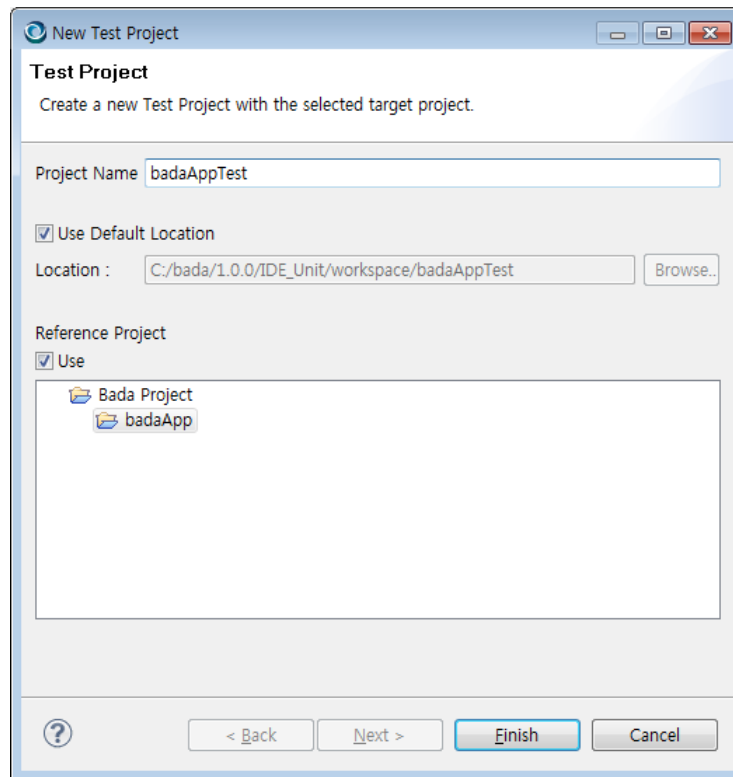 New Test Project
Test Project
Create a new Test Project with the selected target project.
Project Name badaAppTest
Use Default Location
Location : C:/bada/1.0.0/IDE_Unit/workspace/badaAppTest Browse..
Reference Project
Use
Bada Project
badaApp
? < Back Next > Finish Cancel